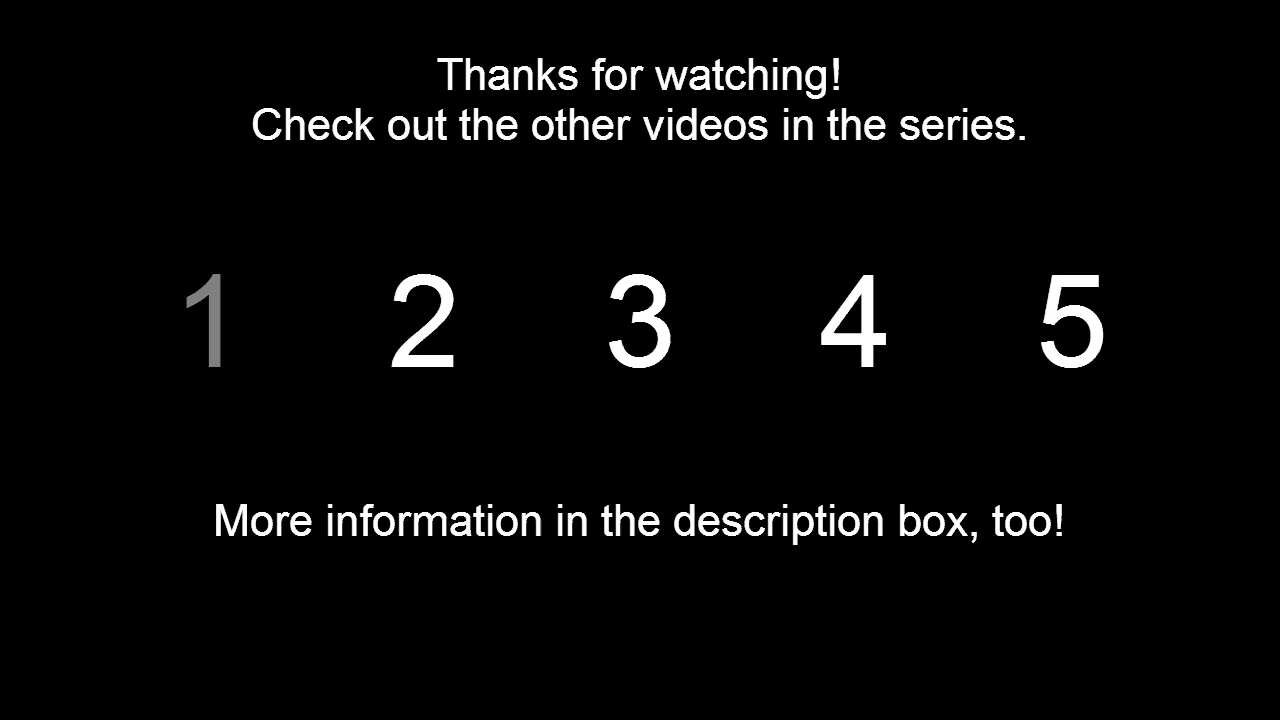 Thanks for watching!
Check out the other videos in the series.
1 2 3 4 5
More information in the description box, too!